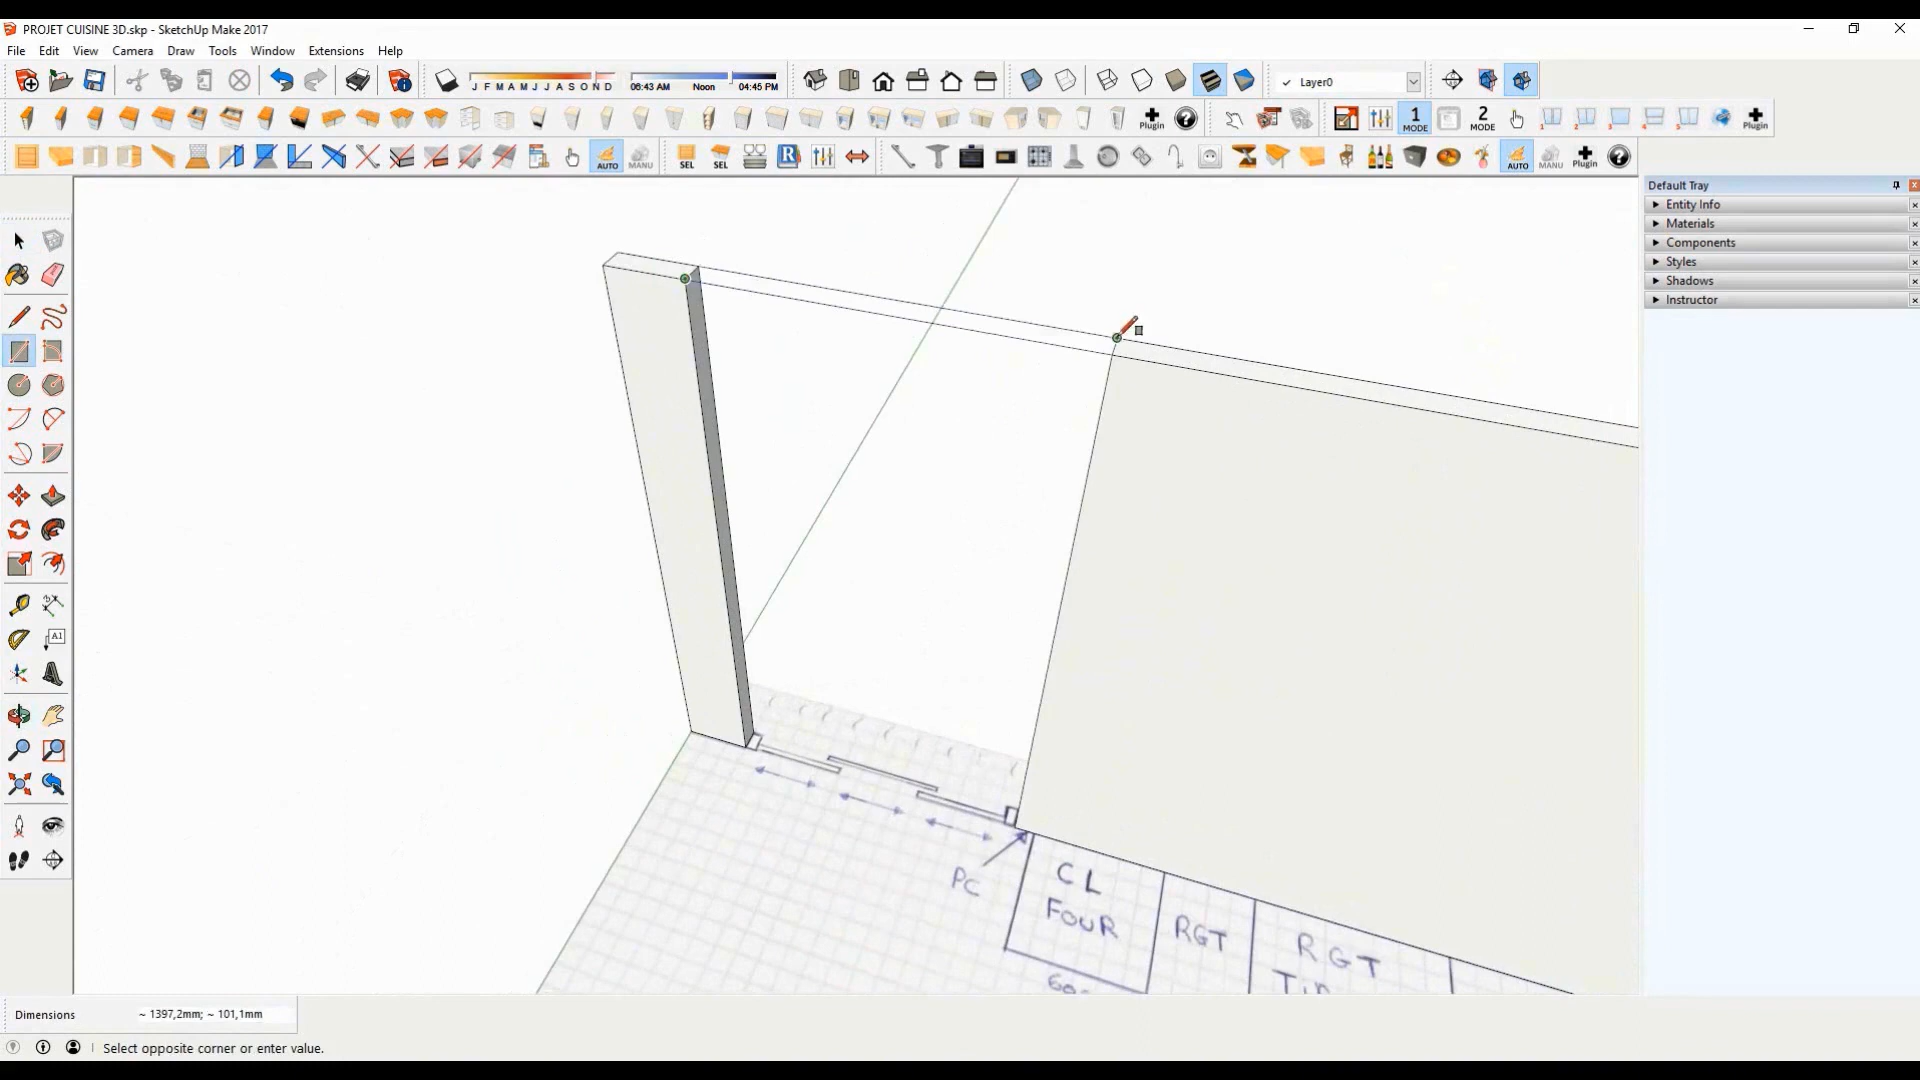 PROJET CUISINE 3D.skp - SketchUp Make 2017
File Edit View Camera Draw Tools Window Extensions Help
J F M A M J J A S O N D 06:43 AM Noon 04:45 PM
Layer0
Plugin
1 MODE
2 MODE
Plugin
SEL SEL
AUTO MANU
R
AUTO MANU Plugin
Default Tray
Entity Info
Materials
Components
Styles
Shadows
Instructor
A1
PC
CL
FOUR
RGT
RGT
Dimensions ~ 1397,2mm; ~ 101,1mm
Select opposite corner or enter value.